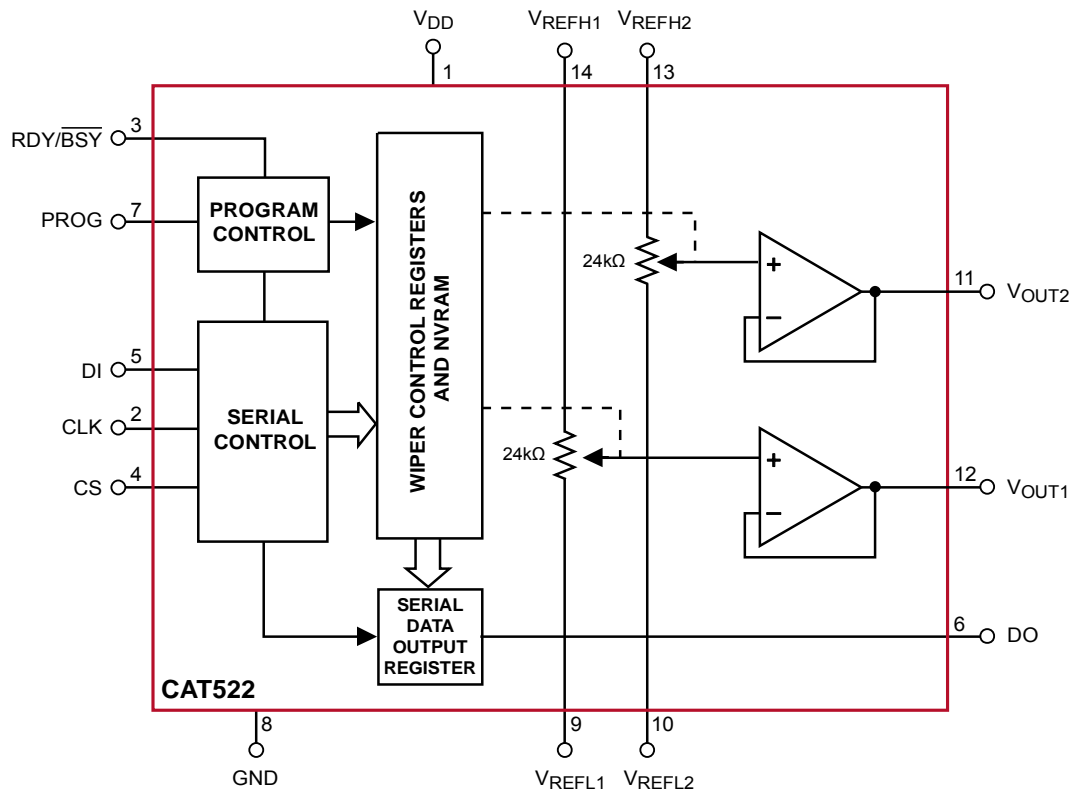 VDD
VREFH1
VREFH2
1
14
13
RDY/BSY
3
PROG
7
PROGRAM
CONTROL
WIPER CONTROL REGISTERS
AND NVRAM
24kΩ
+
−
11
VOUT2
DI
5
CLK
2
CS
4
SERIAL
CONTROL
24kΩ
+
−
12
VOUT1
SERIAL
DATA
OUTPUT
REGISTER
6
DO
CAT522
8
9
10
GND
VREFL1
VREFL2